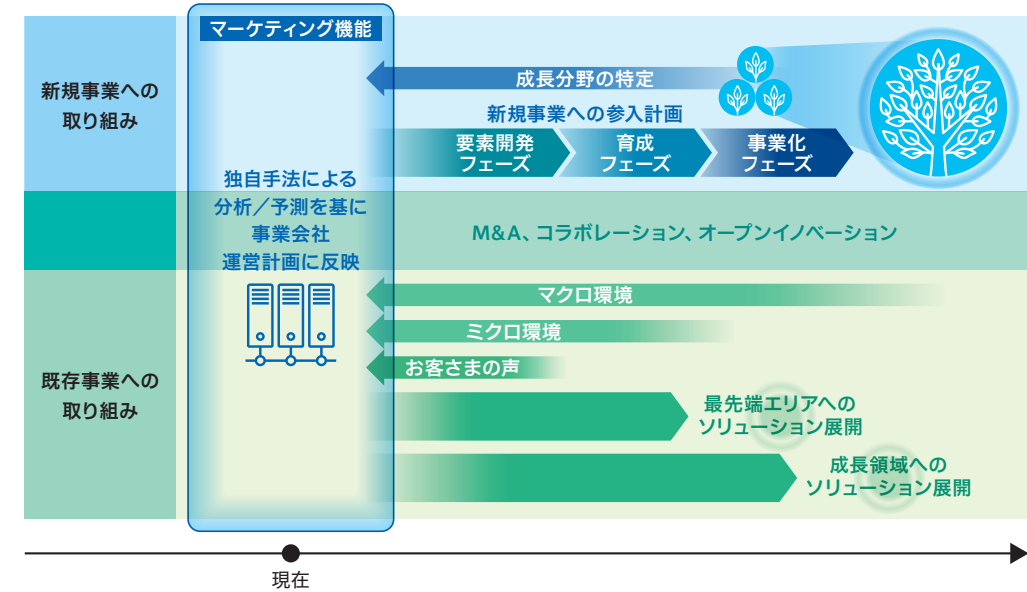 マーケティング機能
新規事業への
取り組み
成長分野の特定
新規事業への参入計画
要素開発
フェーズ
育成
フェーズ
事業化
フェーズ
独自手法による
分析／予測を基に
事業会社
運営計画に反映
M&A、コラボレーション、オープンイノベーション
既存事業への
取り組み
マクロ環境
ミクロ環境
お客さまの声
最先端エリアへの
ソリューション展開
成長領域への
ソリューション展開
現在